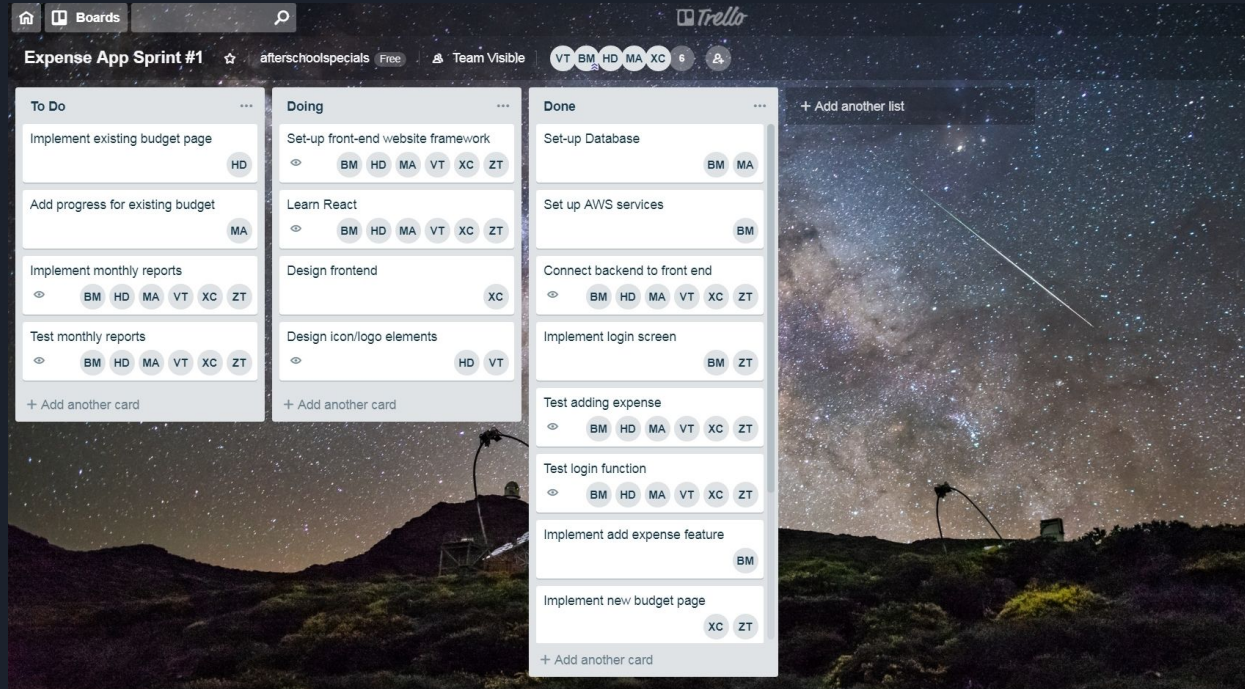 Boards
Trello
Expense App Sprint #1 afterschoolspecials Free Team Visible VT BM HD MA XC 6
To Do
Implement existing budget page
HD
Add progress for existing budget
MA
Implement monthly reports
BM HD MA VT XC ZT
Test monthly reports
BM HD MA VT XC ZT
+ Add another card
Doing
Set-up front-end website framework
BM HD MA VT XC ZT
Learn React
BM HD MA VT XC ZT
Design frontend
XC
Design icon/logo elements
HD VT
+ Add another card
Done
Set-up Database
BM MA
Set up AWS services
BM
Connect backend to front end
BM HD MA VT XC ZT
Implement login screen
BM ZT
Test adding expense
BM HD MA VT XC ZT
Test login function
BM HD MA VT XC ZT
Implement add expense feature
BM
Implement new budget page
XC ZT
+ Add another card
+ Add another list